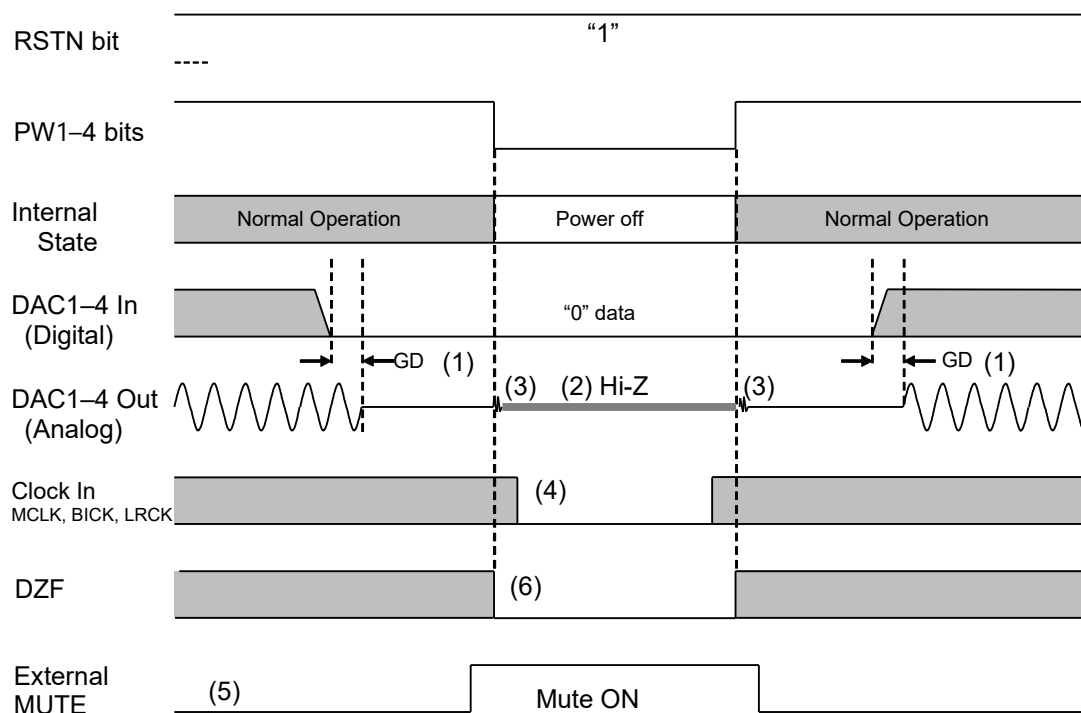 RSTN bit
“1”
PW1–4 bits
Internal
State
Normal Operation
Power off
Normal Operation
DAC1–4 In
(Digital)
“0” data
GD
(1)
GD
(1)
DAC1–4 Out
(Analog)
(3)
(2) Hi-Z
(3)
Clock In
MCLK, BICK, LRCK
(4)
DZF
(6)
External
MUTE
(5)
Mute ON